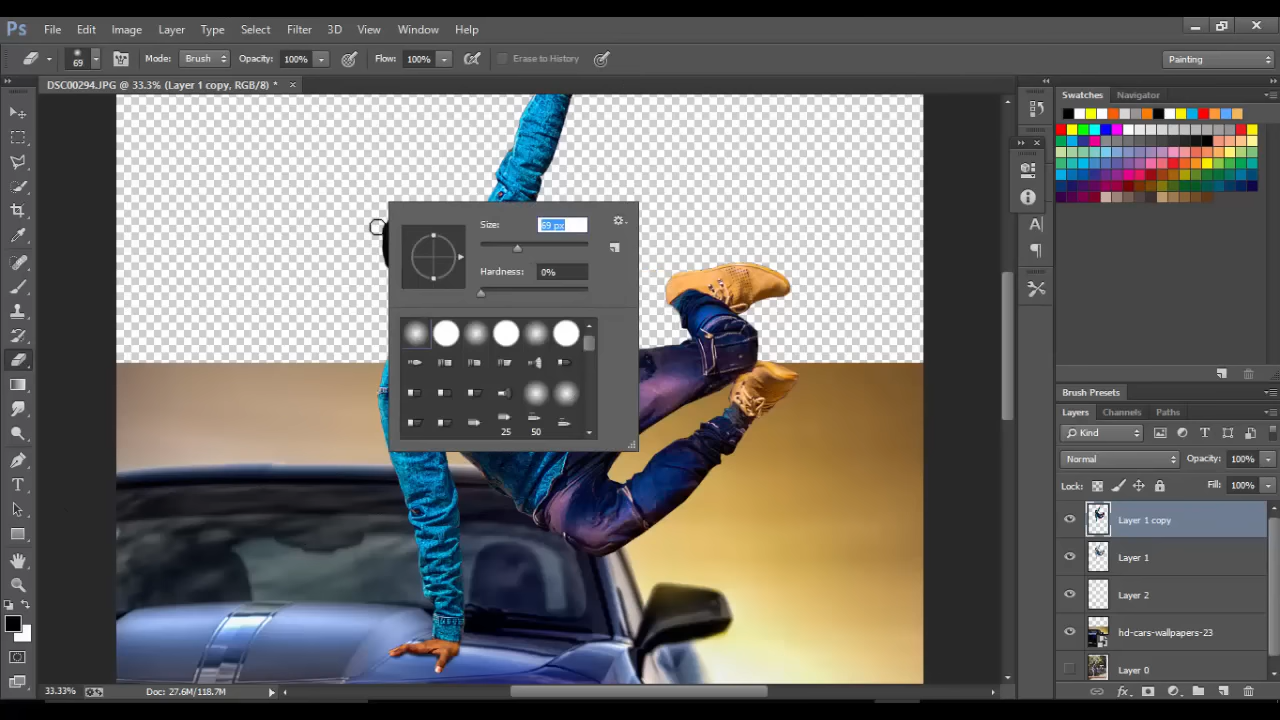 Ps File Edit Image Layer Type Select Filter 3D View Window Help
69 Mode: Brush Opacity: 100% Flow: 100% Erase to History Painting
DSC00294.JPG @ 33.3% (Layer 1 copy, RGB/8) * ×
Swatches Navigator
Size: 69 px
Hardness: 0%
25 50
Brush Presets
Layers Channels Paths
Kind
Normal Opacity: 100%
Lock: Fill: 100%
Layer 1 copy
Layer 1
Layer 2
hd-cars-wallpapers-23
Layer 0
33.33% Doc: 27.6M/118.7M